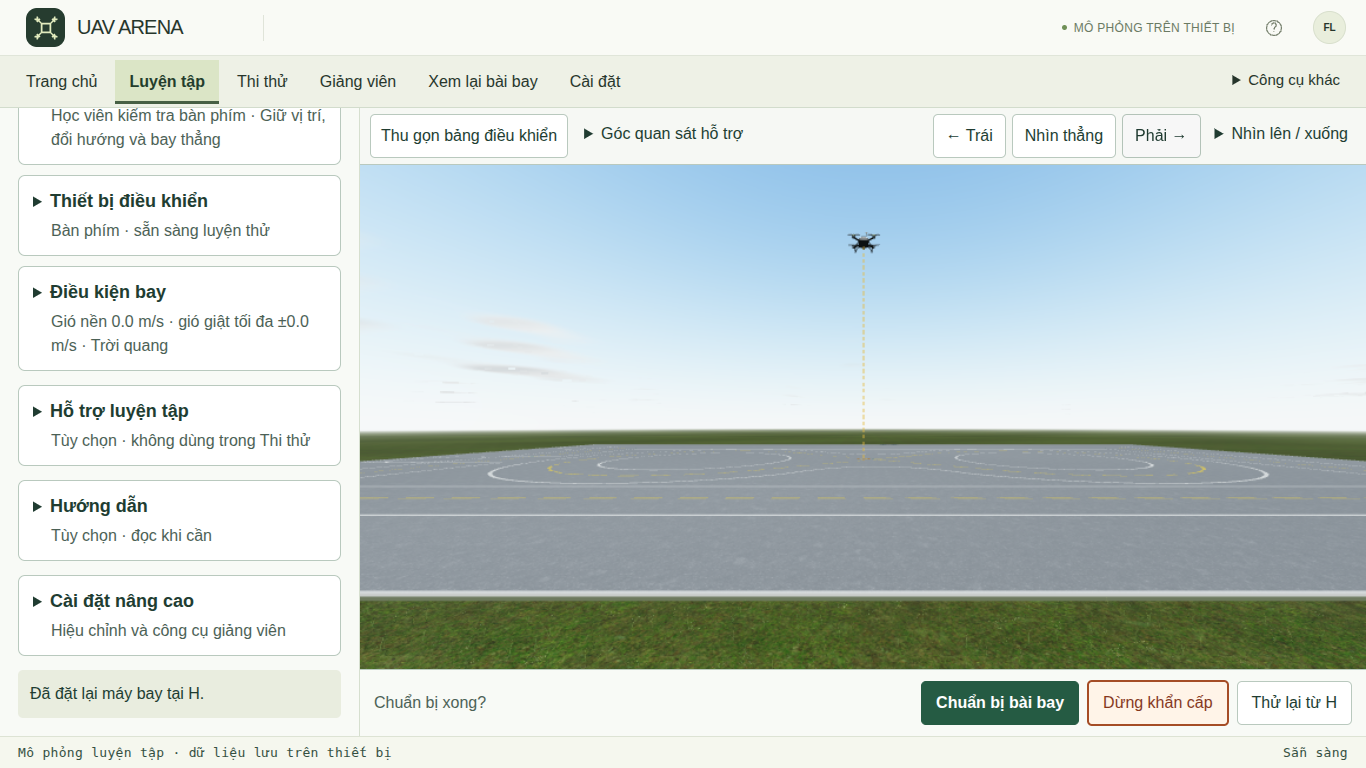 UAV ARENA
MÔ PHỎNG TRÊN THIẾT BỊ
?
FL
Trang chủ
Luyện tập
Thi thử
Giảng viên
Xem lại bài bay
Cài đặt
Công cụ khác
Học viên kiểm tra bàn phím · Giữ vị trí,
đổi hướng và bay thẳng
Thiết bị điều khiển
Bàn phím · sẵn sàng luyện thử
Điều kiện bay
Gió nền 0.0 m/s · gió giật tối đa ±0.0
m/s · Trời quang
Hỗ trợ luyện tập
Tùy chọn · không dùng trong Thi thử
Hướng dẫn
Tùy chọn · đọc khi cần
Cài đặt nâng cao
Hiệu chỉnh và công cụ giảng viên
Đã đặt lại máy bay tại H.
Thu gọn bảng điều khiển
Góc quan sát hỗ trợ
← Trái
Nhìn thẳng
Phải →
Nhìn lên / xuống
Chuẩn bị xong?
Chuẩn bị bài bay
Dừng khẩn cấp
Thử lại từ H
Mô phỏng luyện tập · dữ liệu lưu trên thiết bị
Sẵn sàng